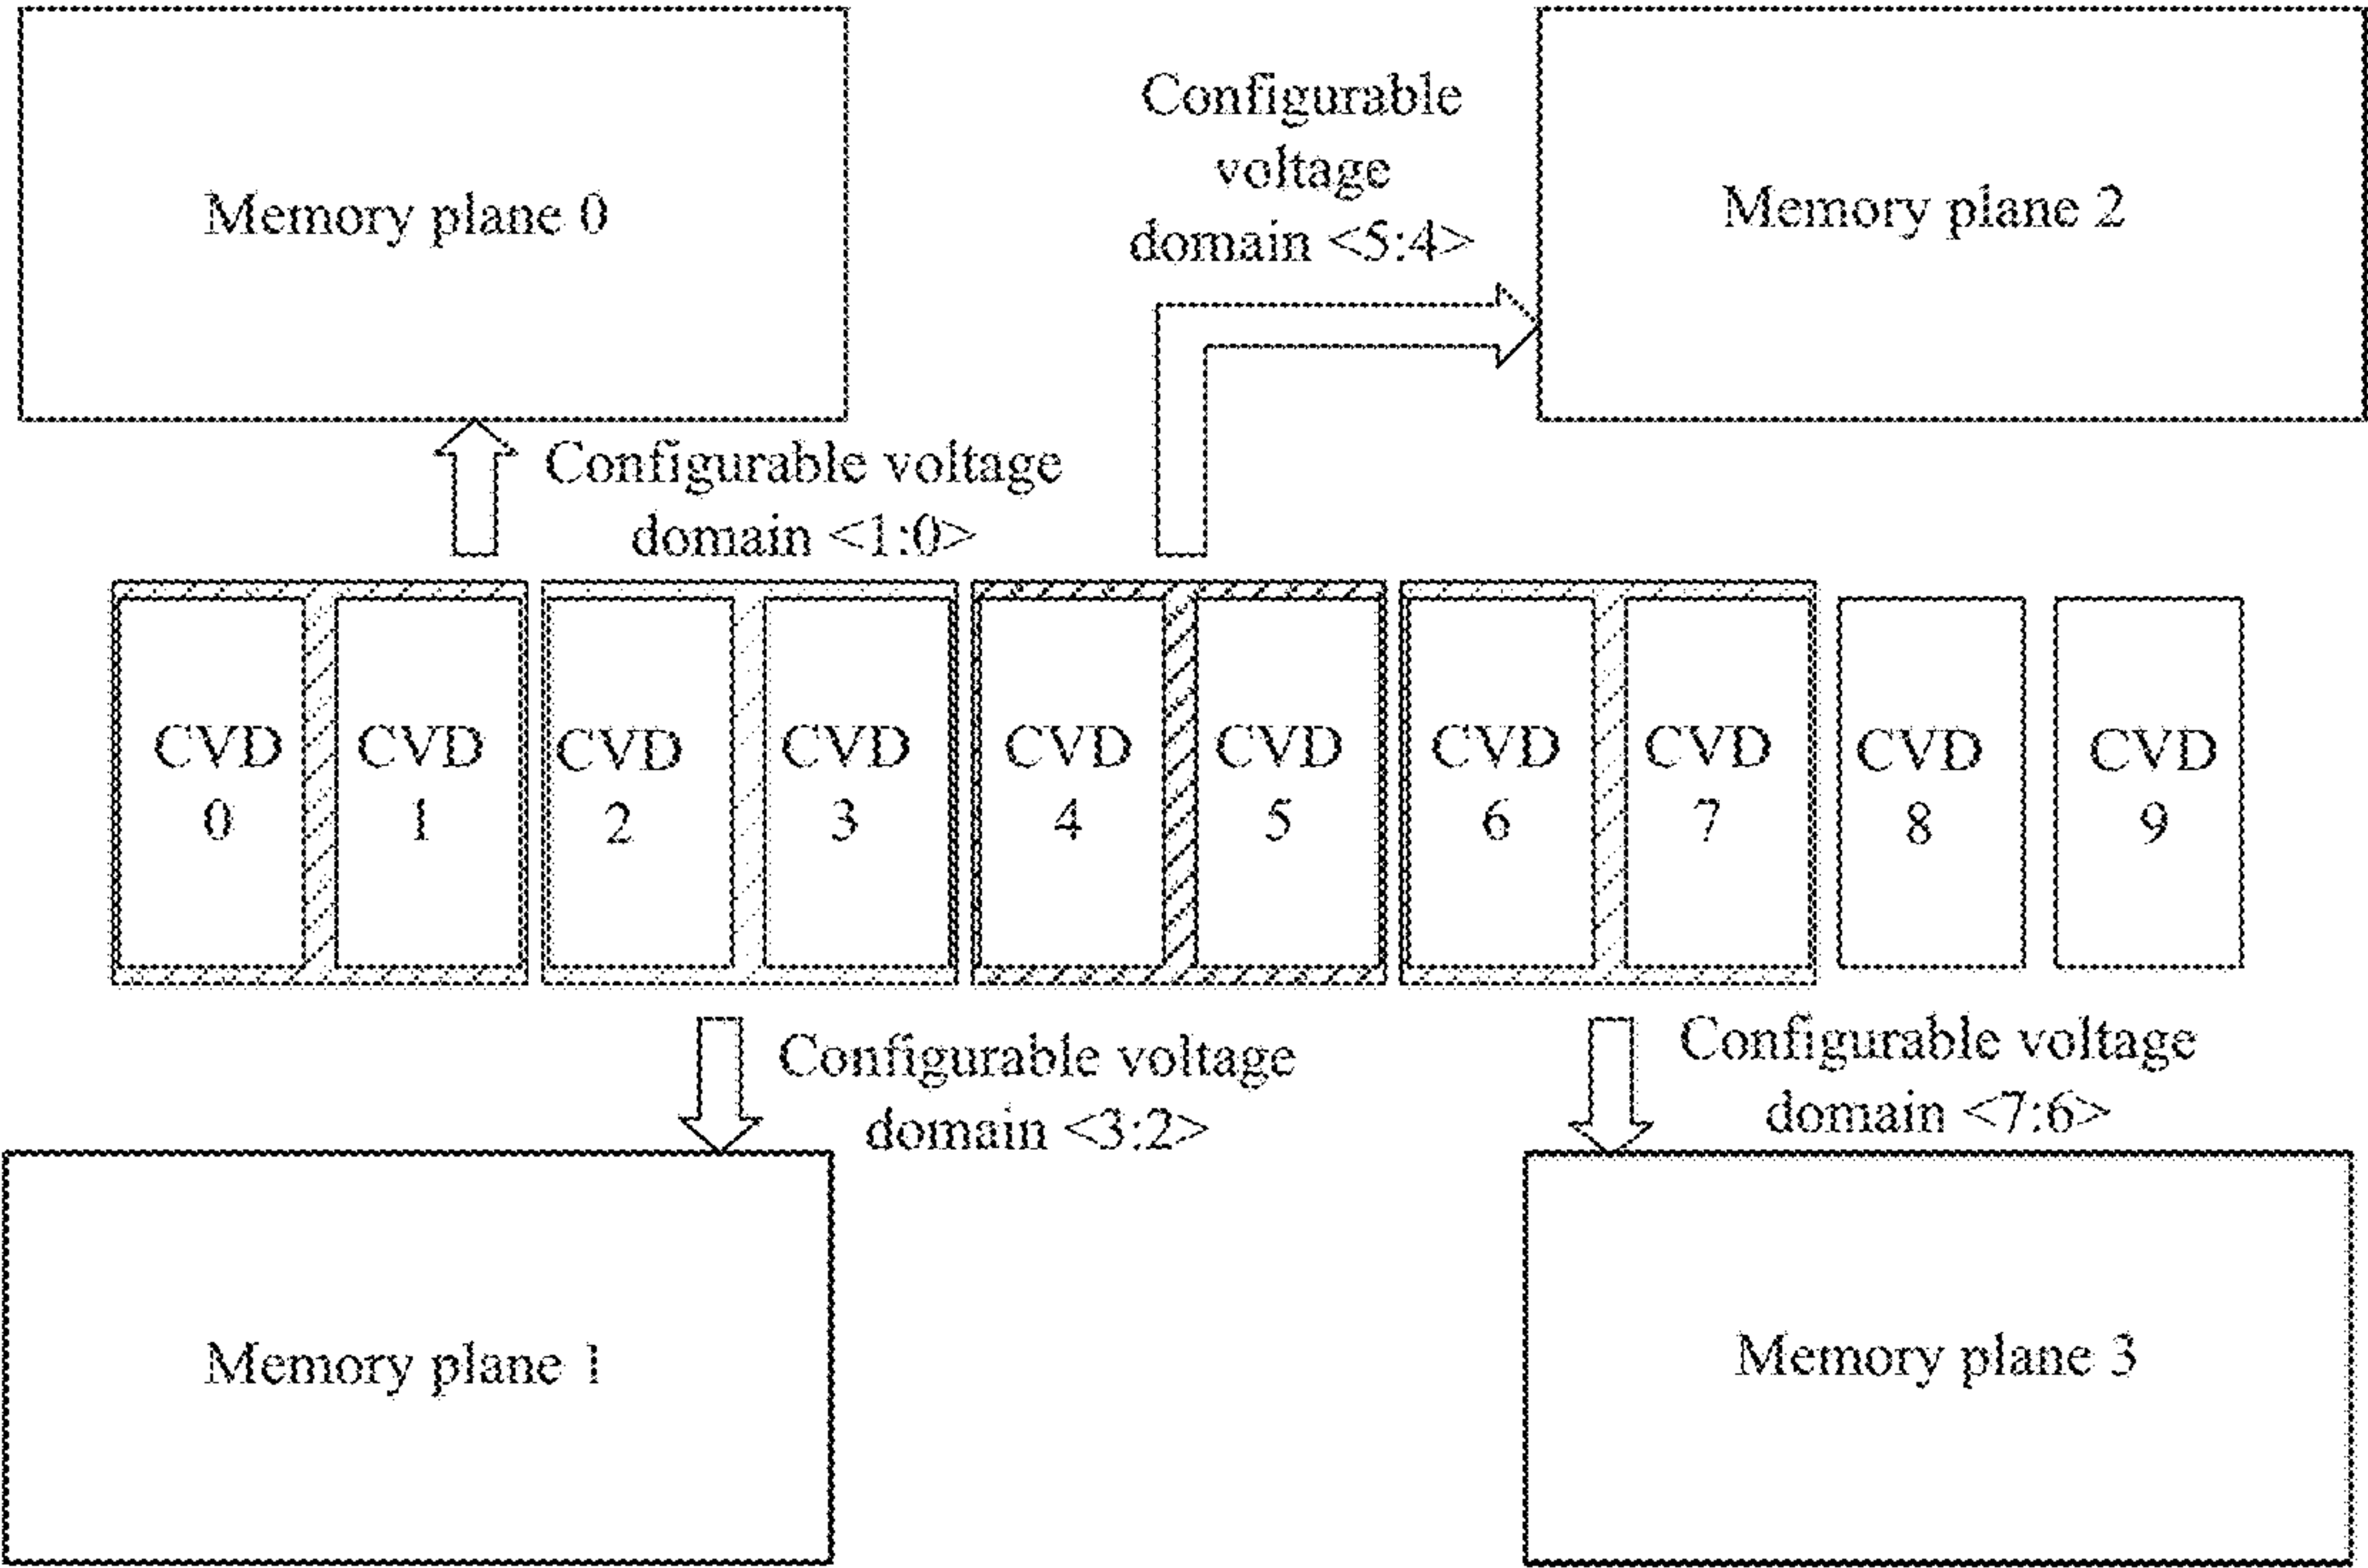 Memory plane 0
Configurable
voltage
domain <5:4>
Memory plane 2
Configurable voltage
domain <1:0>
CVD
0
CVD
1
CVD
2
CVD
3
CVD
4
CVD
5
CVD
6
CVD
7
CVD
8
CVD
9
Configurable voltage
domain <3:2>
Configurable voltage
domain <7:6>
Memory plane 1
Memory plane 3